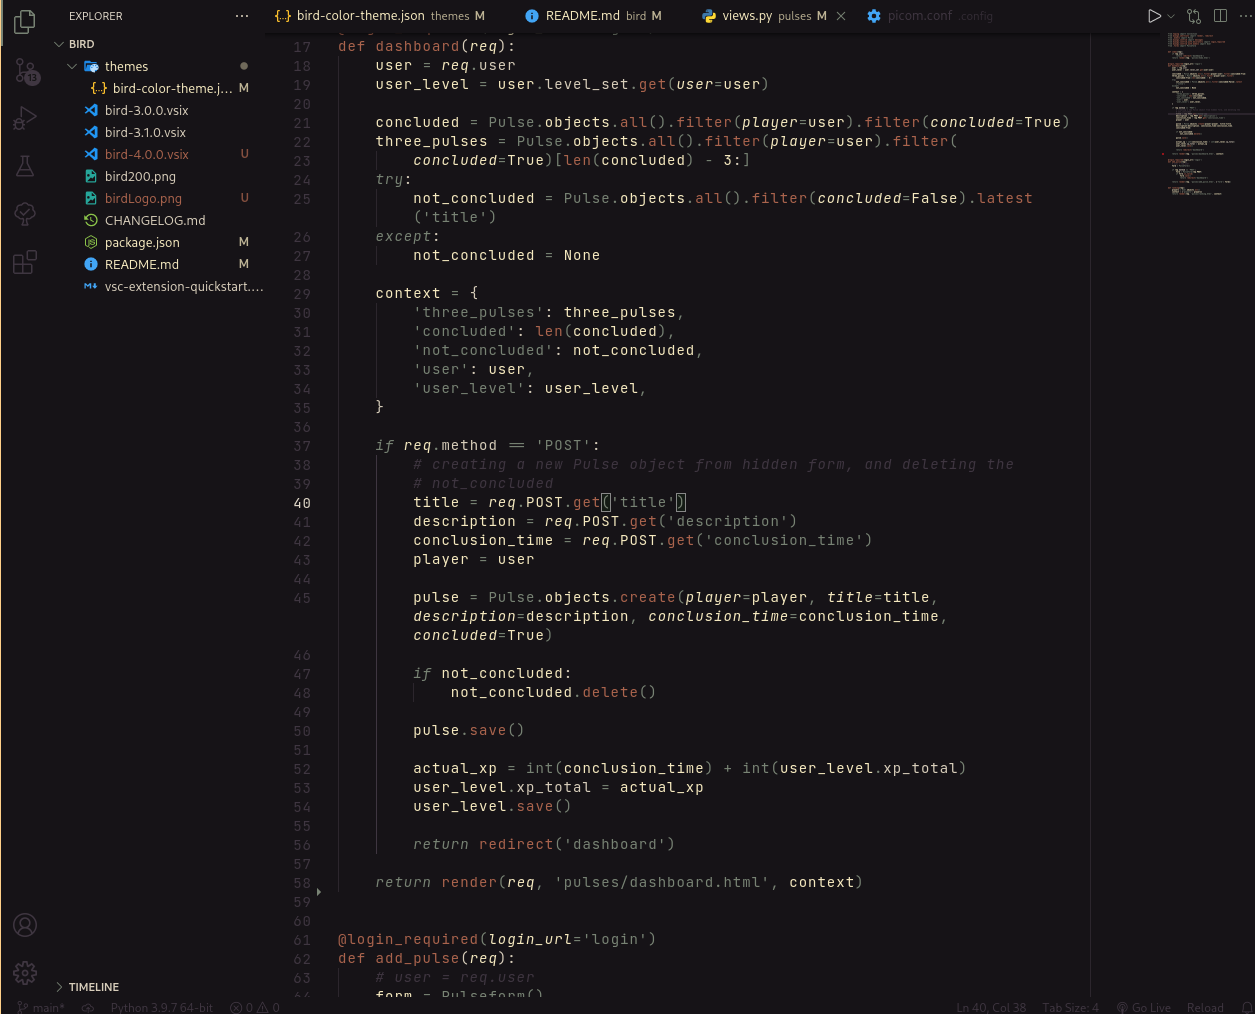 EXPLORER
BIRD
themes
bird-color-theme.j... M
bird-3.0.0.vsix
bird-3.1.0.vsix
bird-4.0.0.vsix U
bird200.png
birdLogo.png U
CHANGELOG.md
package.json M
README.md M
vsc-extension-quickstart....
TIMELINE
13
bird-color-theme.json themes M
README.md bird M
views.py pulses M
picom.conf .config
17 def dashboard(req):
18 user = req.user
19 user_level = user.level_set.get(user=user)
20
21 concluded = Pulse.objects.all().filter(player=user).filter(concluded=True)
22 three_pulses = Pulse.objects.all().filter(player=user).filter(
23 concluded=True)[len(concluded) - 3:]
24 try:
25 not_concluded = Pulse.objects.all().filter(concluded=False).latest
('title')
26 except:
27 not_concluded = None
28
29 context = {
30 'three_pulses': three_pulses,
31 'concluded': len(concluded),
32 'not_concluded': not_concluded,
33 'user': user,
34 'user_level': user_level,
35 }
36
37 if req.method == 'POST':
38 # creating a new Pulse object from hidden form, and deleting the
39 # not_concluded
40 title = req.POST.get('title')
41 description = req.POST.get('description')
42 conclusion_time = req.POST.get('conclusion_time')
43 player = user
44
45 pulse = Pulse.objects.create(player=player, title=title,
description=description, conclusion_time=conclusion_time,
concluded=True)
46
47 if not_concluded:
48 not_concluded.delete()
49
50 pulse.save()
51
52 actual_xp = int(conclusion_time) + int(user_level.xp_total)
53 user_level.xp_total = actual_xp
54 user_level.save()
55
56 return redirect('dashboard')
57
58 return render(req, 'pulses/dashboard.html', context)
59
60
61 @login_required(login_url='login')
62 def add_pulse(req):
63 # user = req.user
64 form = Pulseform()
main* Python 3.9.7 64-bit 0 0 Ln 40, Col 38 Tab Size: 4 Go Live Reload